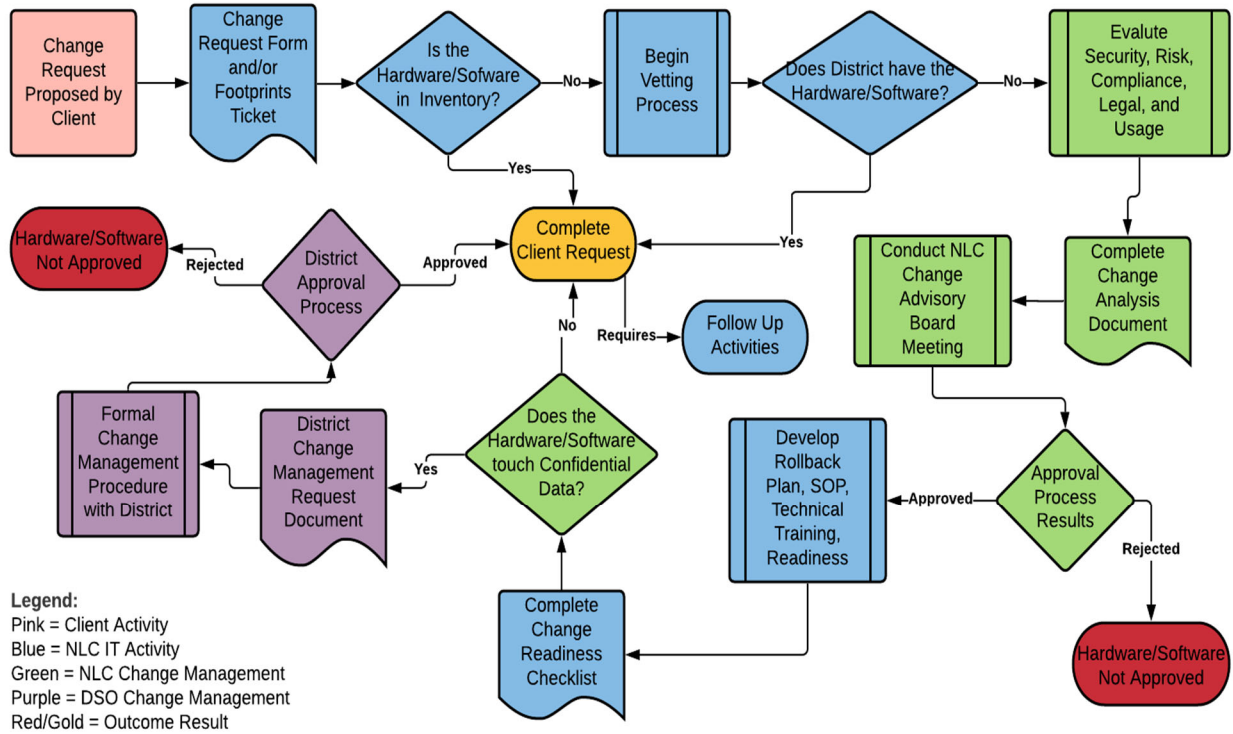 Change
Request
Proposed by
Client
Change
Request Form
and/or
Footprints
Ticket
Is the
Hardware/Sofware
in Inventory?
No
Begin
Vetting
Process
Does District have the
Hardware/Software?
No
Evalute
Security, Risk,
Compliance,
Legal, and
Usage
Yes
Yes
Hardware/Software
Not Approved
Rejected
District
Approval
Process
Approved
Complete
Client Request
Requires
Follow Up
Activities
Conduct NLC
Change
Advisory
Board
Meeting
Complete
Change
Analysis
Document
No
Formal
Change
Management
Procedure
with District
District
Change
Management
Request
Document
Yes
Does the
Hardware/Software
touch Confidential
Data?
Develop
Rollback
Plan, SOP,
Technical
Training,
Readiness
Approved
Approval
Process
Results
Rejected
Complete
Change
Readiness
Checklist
Hardware/Software
Not Approved
Legend:
Pink = Client Activity
Blue = NLC IT Activity
Green = NLC Change Management
Purple = DSO Change Management
Red/Gold = Outcome Result